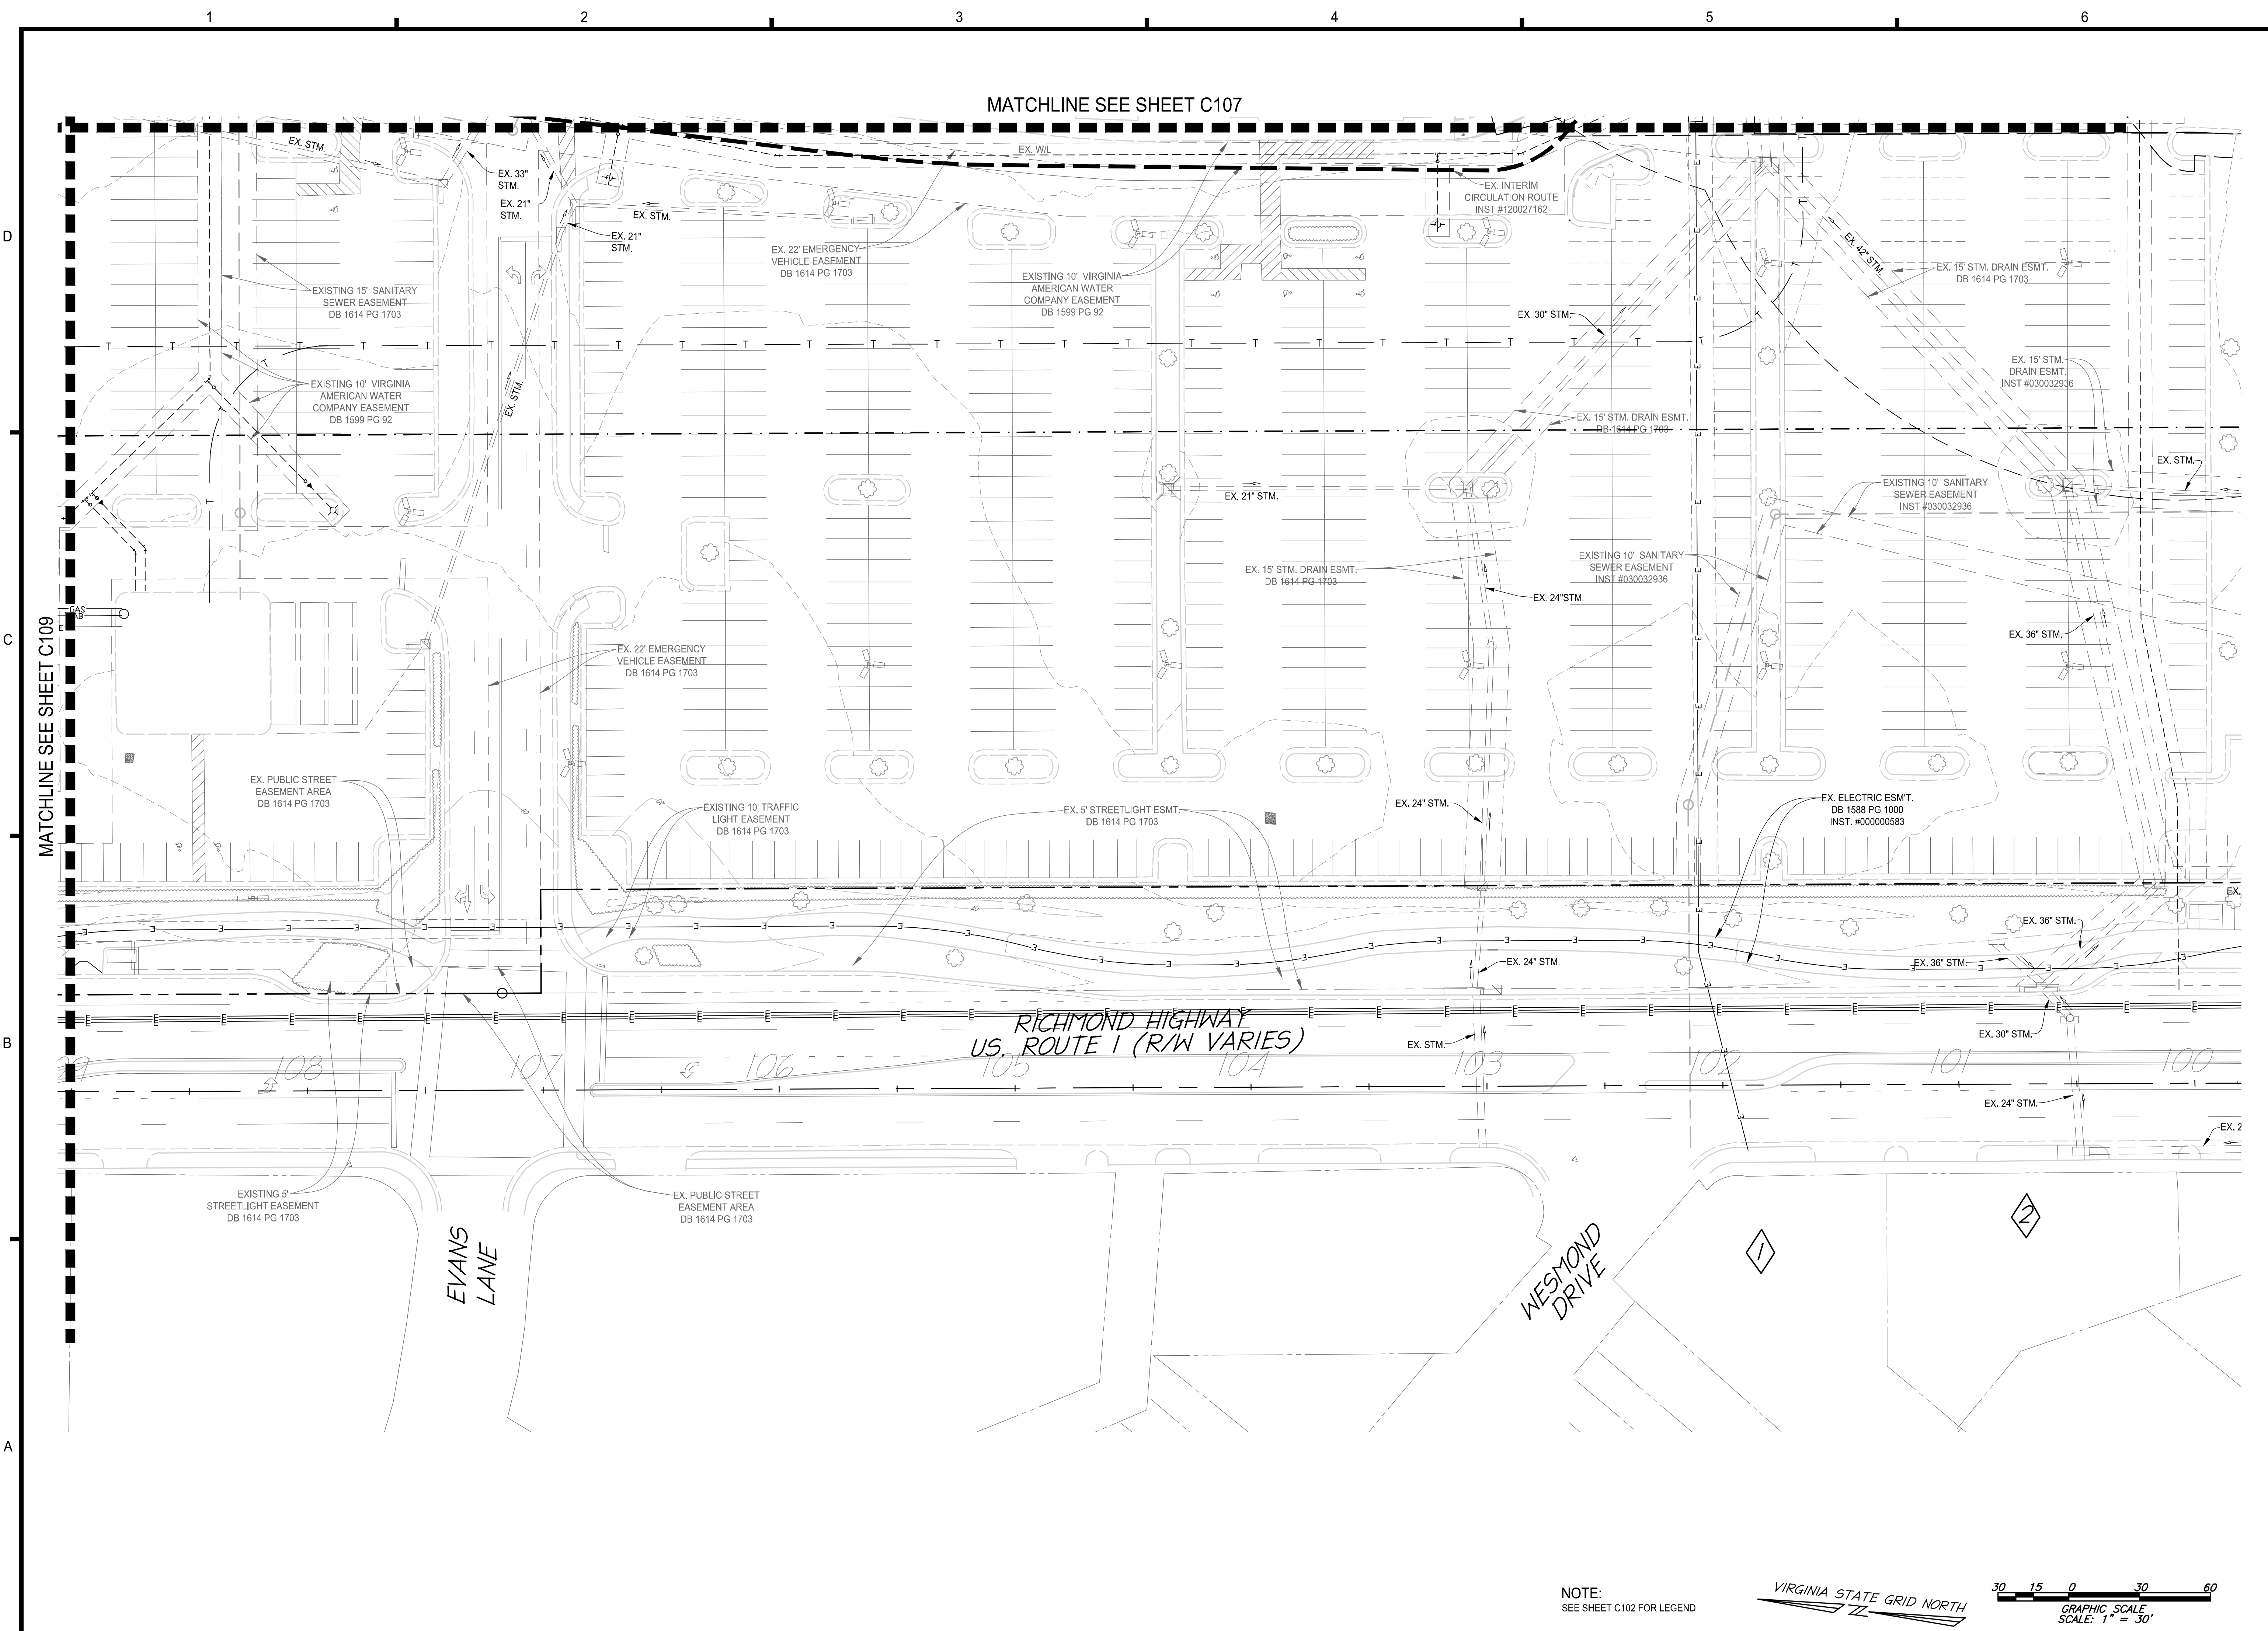 1
2
3
4
5
6
MATCHLINE SEE SHEET C107
D
C
B
A
MATCHLINE SEE SHEET C109
EX. STM.
EX. 33"
STM.
EX. 21"
STM.
EX. 21"
STM.
EX. STM.
EX. STM.
EX. W/L
EX. INTERIM
CIRCULATION ROUTE
INST #120027162
EXISTING 15' SANITARY
SEWER EASEMENT
DB 1614 PG 1703
EX. 22' EMERGENCY
VEHICLE EASEMENT
DB 1614 PG 1703
EXISTING 10' VIRGINIA
AMERICAN WATER
COMPANY EASEMENT
DB 1599 PG 92
EX. 42" STM.
EX. 15' STM. DRAIN ESMT.
DB 1614 PG 1703
EX. 30" STM.
EXISTING 10' VIRGINIA
AMERICAN WATER
COMPANY EASEMENT
DB 1599 PG 92
EX. 15' STM.
DRAIN ESMT.
INST #030032936
EX. 15' STM. DRAIN ESMT.
DB 1614 PG 1703
EX. STM.
EX. 21" STM.
EXISTING 10' SANITARY
SEWER EASEMENT
INST #030032936
EX. 15' STM. DRAIN ESMT.
DB 1614 PG 1703
EXISTING 10' SANITARY
SEWER EASEMENT
INST #030032936
EX. 24"STM.
GAS
EX. 36" STM.
EX. 22' EMERGENCY
VEHICLE EASEMENT
DB 1614 PG 1703
EX. PUBLIC STREET
EASEMENT AREA
DB 1614 PG 1703
EXISTING 10' TRAFFIC
LIGHT EASEMENT
DB 1614 PG 1703
EX. 5' STREETLIGHT ESMT.
DB 1614 PG 1703
EX. 24" STM.
EX. ELECTRIC ESM'T.
DB 1588 PG 1000
INST. #000000583
EX.
EX. 36" STM.
EX. 24" STM.
EX. 36" STM.
RICHMOND HIGHWAY
US. ROUTE 1 (R/W VARIES)
EX. STM.
EX. 30" STM.
108
107
106
105
104
103
102
101
100
EX. 24" STM.
EX. 2
EXISTING 5'
STREETLIGHT EASEMENT
DB 1614 PG 1703
EX. PUBLIC STREET
EASEMENT AREA
DB 1614 PG 1703
EVANS
LANE
WESMOND
DRIVE
1
2
NOTE:
SEE SHEET C102 FOR LEGEND
VIRGINIA STATE GRID NORTH
30 15 0 30 60
GRAPHIC SCALE
SCALE: 1" = 30'